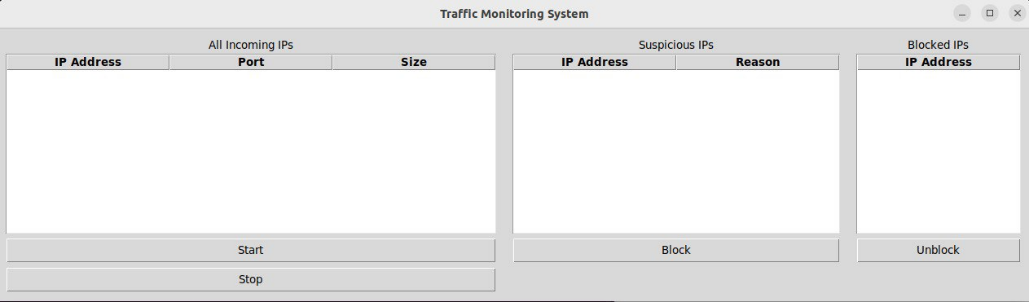 Traffic Monitoring System
All Incoming IPs Suspicious IPs Blocked IPs
IP Address Port Size IP Address Reason IP Address
Start Block Unblock
Stop